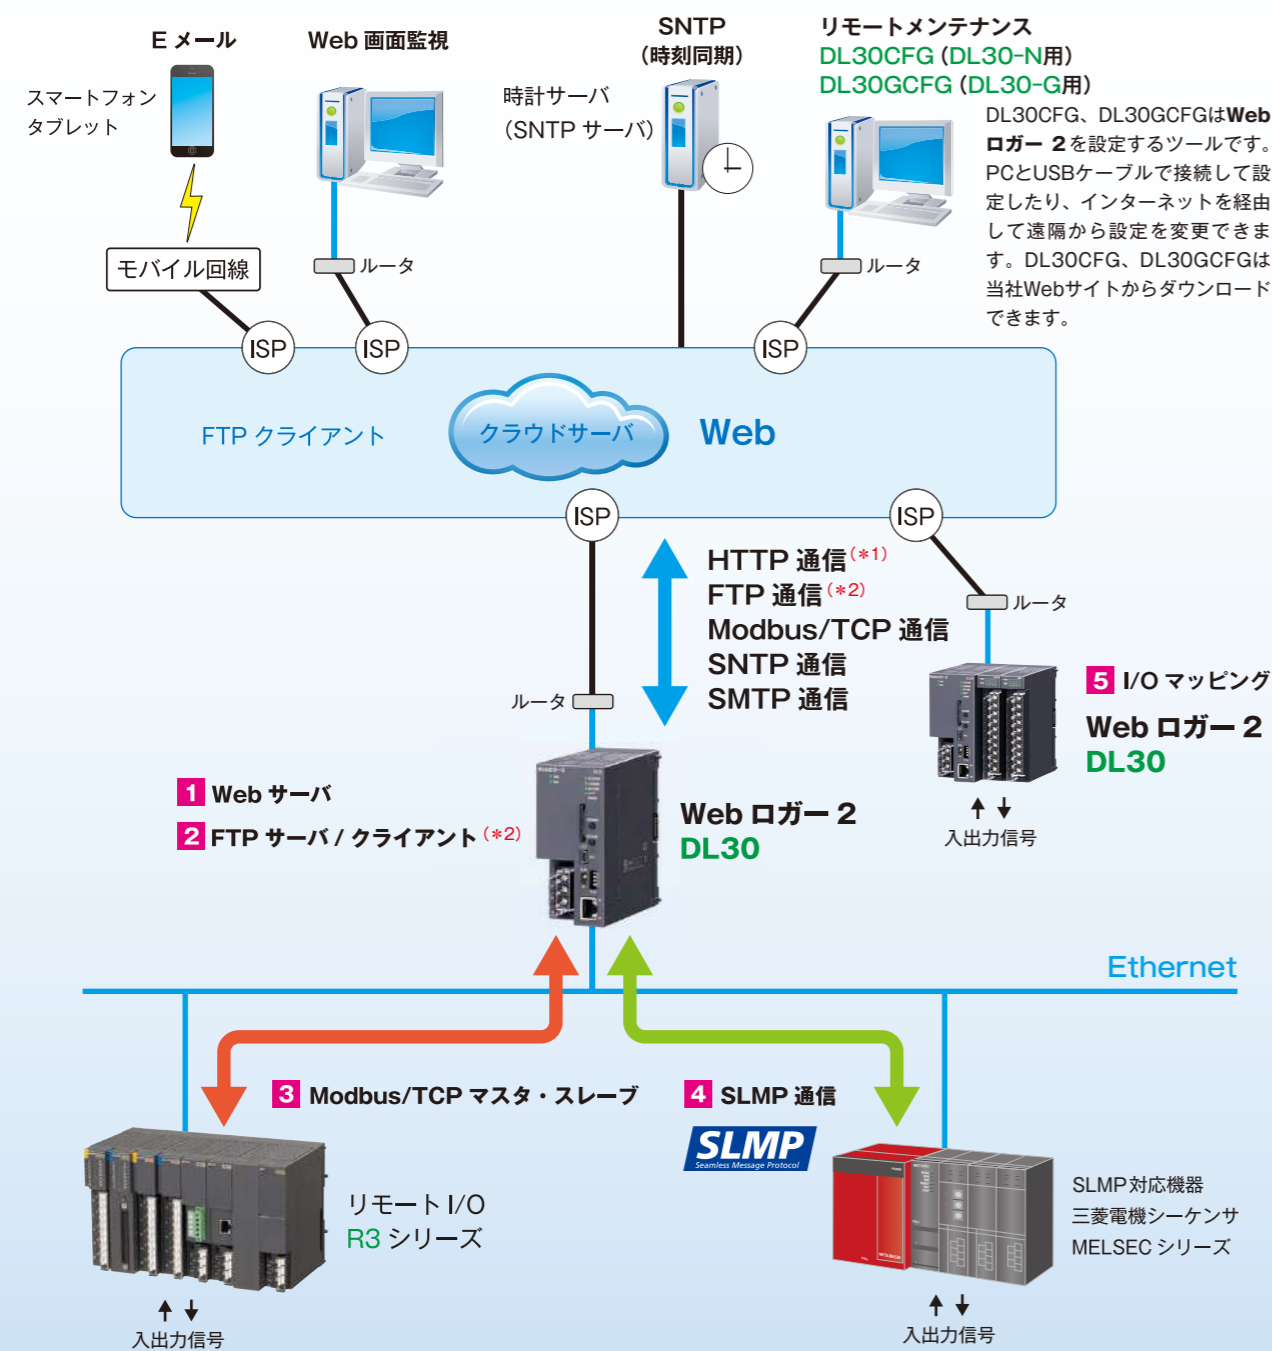 E メール
Web 画面監視
SNTP
(時刻同期)
リモートメンテナンス
DL30CFG (DL30-N用)
DL30GCFG (DL30-G用)
スマートフォン
タブレット
時計サーバ
(SNTP サーバ)
DL30CFG、DL30GCFGはWeb
ロガー 2 を設定するツールです。
PCとUSBケーブルで接続して設
定したり、インターネットを経由
して遠隔から設定を変更できま
す。DL30CFG、DL30GCFGは
当社Webサイトからダウンロード
できます。
モバイル回線
ルータ
ルータ
ISP
ISP
ISP
FTP クライアント
クラウドサーバ
Web
ISP
ISP
HTTP 通信(*1)
FTP 通信(*2)
Modbus/TCP 通信
SNTP 通信
SMTP 通信
ルータ
ルータ
5 I/O マッピング
Web ロガー 2
DL30
入出力信号
1 Web サーバ
2 FTP サーバ / クライアント(*2)
Web ロガー 2
DL30
Ethernet
3 Modbus/TCP マスタ・スレーブ
4 SLMP 通信
SLMP
Seamless Message Protocol
リモート I/O
R3 シリーズ
SLMP対応機器
三菱電機シーケンサ
MELSEC シリーズ
入出力信号
入出力信号